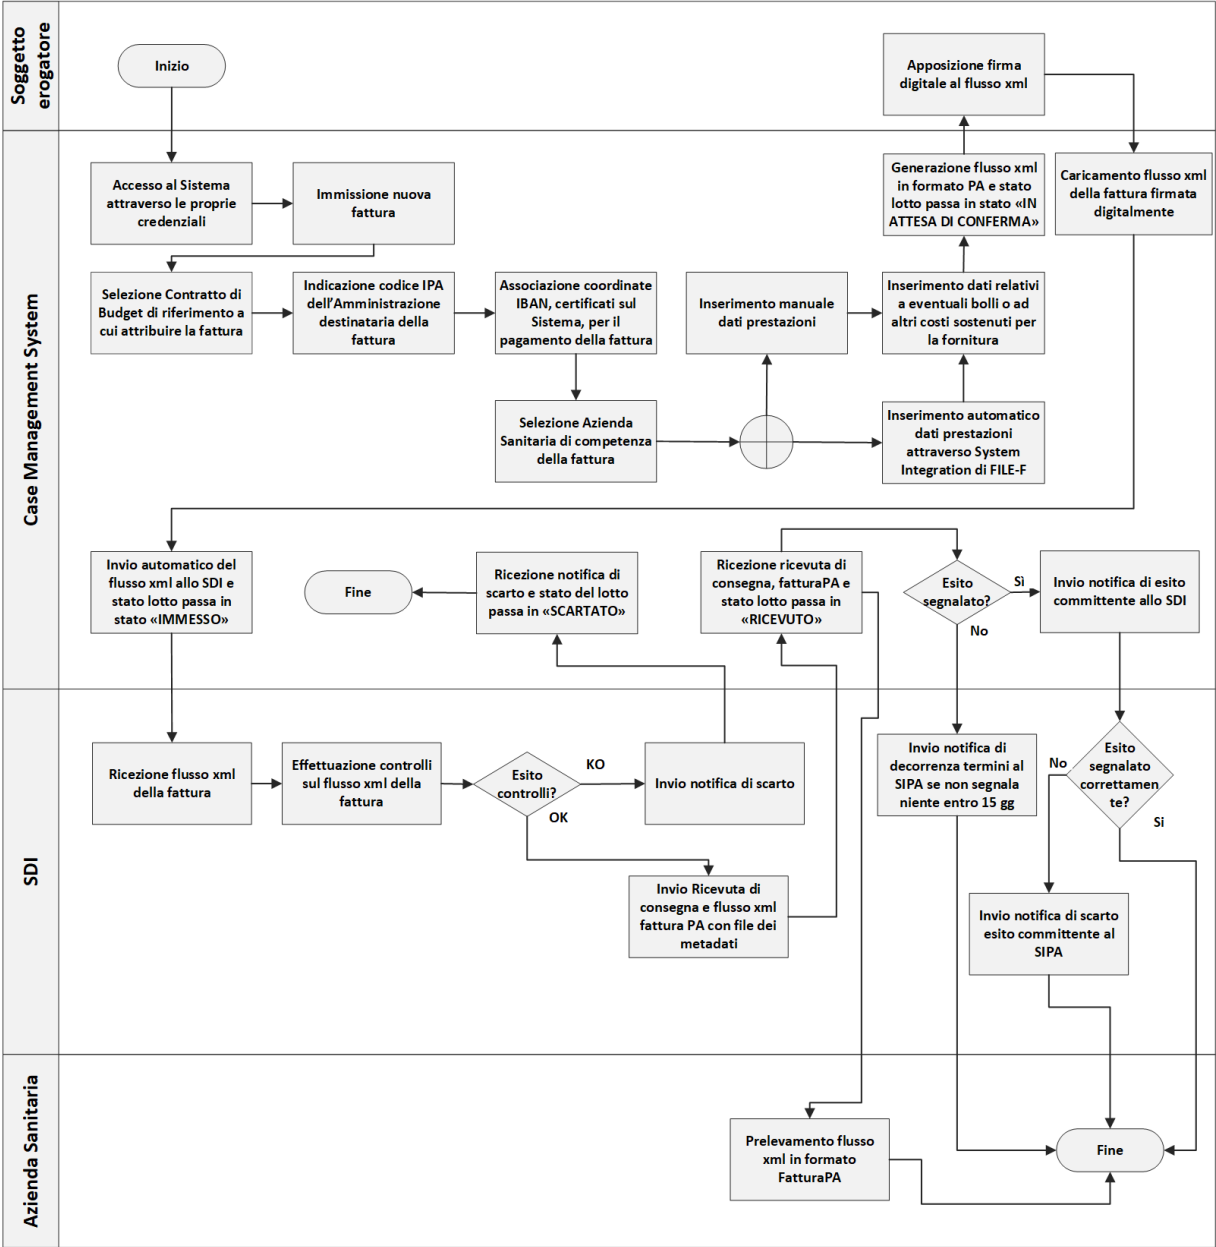 Soggetto
erogatore
Inizio
Apposizione firma
digitale al flusso xml
Case Management System
Accesso al Sistema
attraverso le proprie
credenziali
Immissione nuova
fattura
Generazione flusso xml
in formato PA e stato
lotto passa in stato «IN
ATTESA DI CONFERMA»
Caricamento flusso xml
della fattura firmata
digitalmente
Selezione Contratto di
Budget di riferimento a
cui attribuire la fattura
Indicazione codice IPA
dell'Amministrazione
destinataria della
fattura
Associazione coordinate
IBAN, certificati sul
Sistema, per il
pagamento della fattura
Inserimento manuale
dati prestazioni
Inserimento dati relativi
a eventuali bolli o ad
altri costi sostenuti per
la fornitura
Selezione Azienda
Sanitaria di competenza
della fattura
Inserimento automatico
dati prestazioni
attraverso System
Integration di FILE-F
Invio automatico del
flusso xml allo SDI e
stato lotto passa in
stato «IMMESSO»
Fine
Ricezione notifica di
scarto e stato del lotto
passa in «SCARTATO»
Ricezione ricevuta di
consegna, fatturaPA e
stato lotto passa in
«RICEVUTO»
Esito
segnalato?
Sì
No
Invio notifica di esito
committente allo SDI
SDI
Ricezione flusso xml
della fattura
Effettuazione controlli
sul flusso xml della
fattura
Esito
controlli?
KO
OK
Invio notifica di scarto
Invio notifica di
decorrenza termini al
SIPA se non segnala
niente entro 15 gg
Esito
segnalato
correttamen
te?
No
Si
Invio Ricevuta di
consegna e flusso xml
fattura PA con file dei
metadati
Invio notifica di scarto
esito committente al
SIPA
Azienda Sanitaria
Prelevamento flusso
xml in formato
FatturaPA
Fine